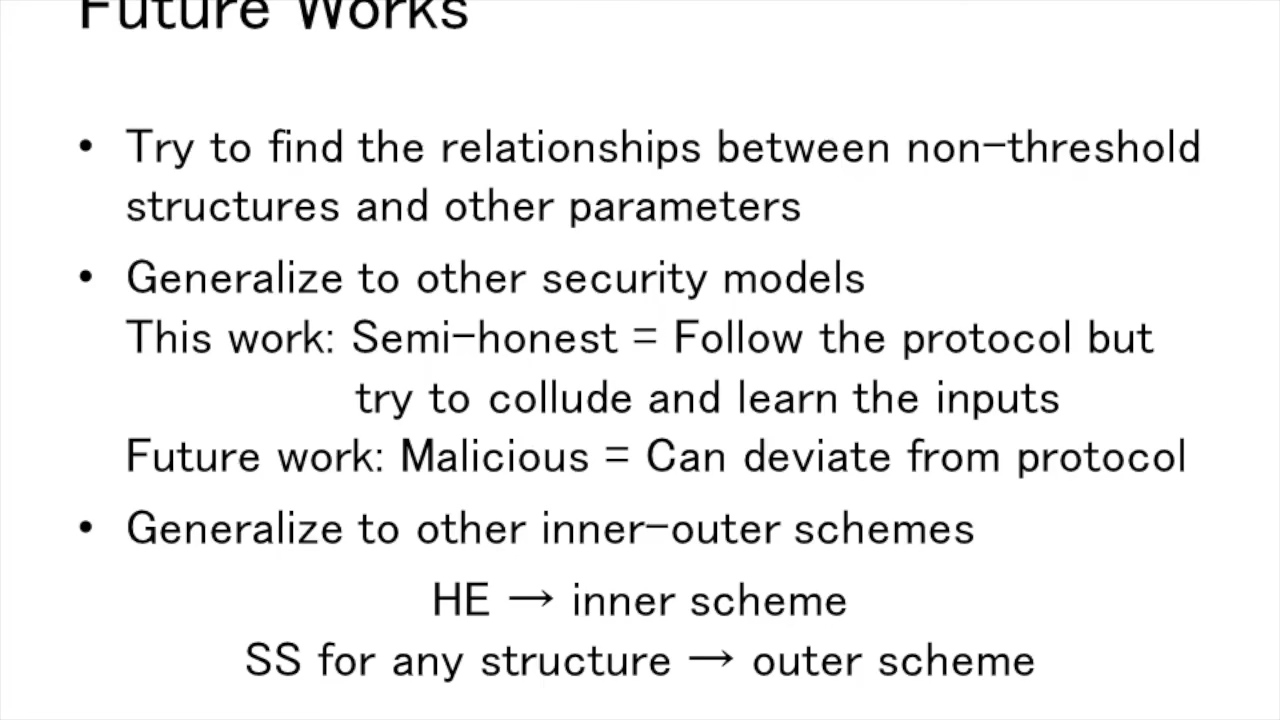 Future Works
• Try to find the relationships between non-threshold
structures and other parameters
• Generalize to other security models
This work: Semi-honest = Follow the protocol but
try to collude and learn the inputs
Future work: Malicious = Can deviate from protocol
• Generalize to other inner-outer schemes
HE → inner scheme
SS for any structure → outer scheme